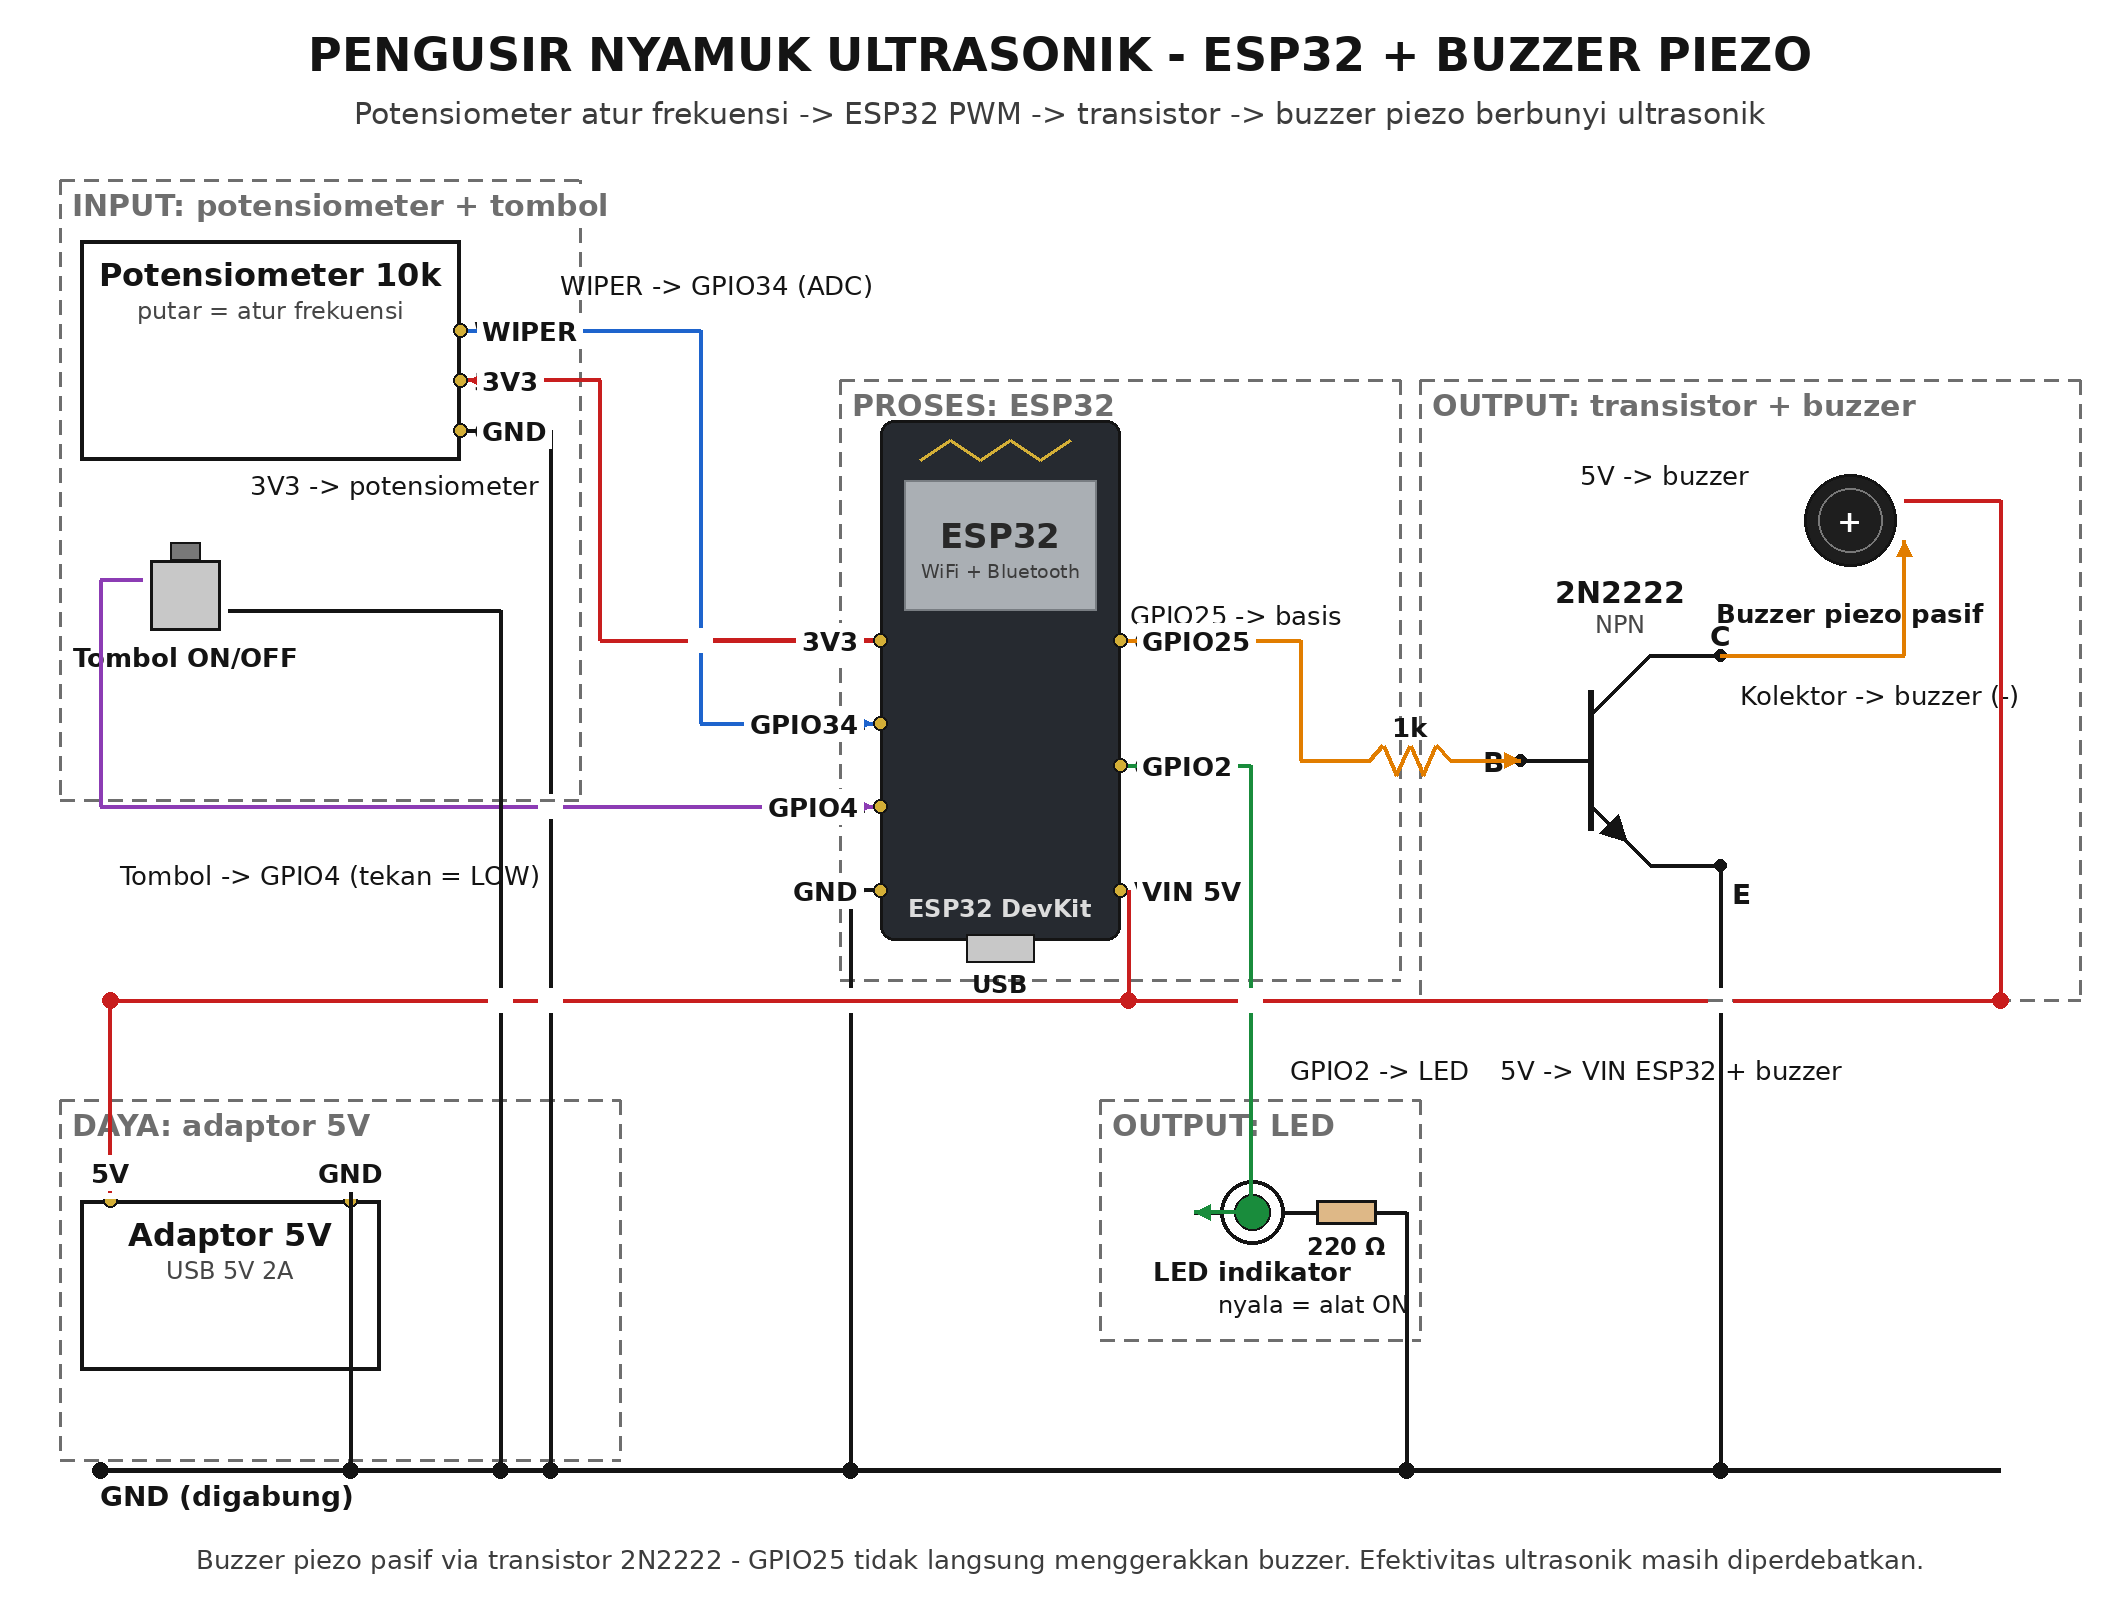 PENGUSIR NYAMUK ULTRASONIK - ESP32 + BUZZER PIEZO
Potensiometer atur frekuensi -> ESP32 PWM -> transistor -> buzzer piezo berbunyi ultrasonik
INPUT: potensiometer + tombol
Potensiometer 10k
putar = atur frekuensi
WIPER -> GPIO34 (ADC)
WIPER
3V3
GND
3V3 -> potensiometer
Tombol ON/OFF
Tombol -> GPIO4 (tekan = LOW)
PROSES: ESP32
ESP32
WiFi + Bluetooth
3V3
GPIO34
GPIO4
GND
GPIO25 -> basis
GPIO25
GPIO2
VIN 5V
ESP32 DevKit
USB
1k
OUTPUT: transistor + buzzer
5V -> buzzer
+
2N2222
NPN
Buzzer piezo pasif
C
Kolektor -> buzzer (-)
B
E
GPIO2 -> LED
5V -> VIN ESP32 + buzzer
DAYA: adaptor 5V
5V
GND
Adaptor 5V
USB 5V 2A
OUTPUT: LED
220 Ω
LED indikator
nyala = alat ON
GND (digabung)
Buzzer piezo pasif via transistor 2N2222 - GPIO25 tidak langsung menggerakkan buzzer. Efektivitas ultrasonik masih diperdebatkan.